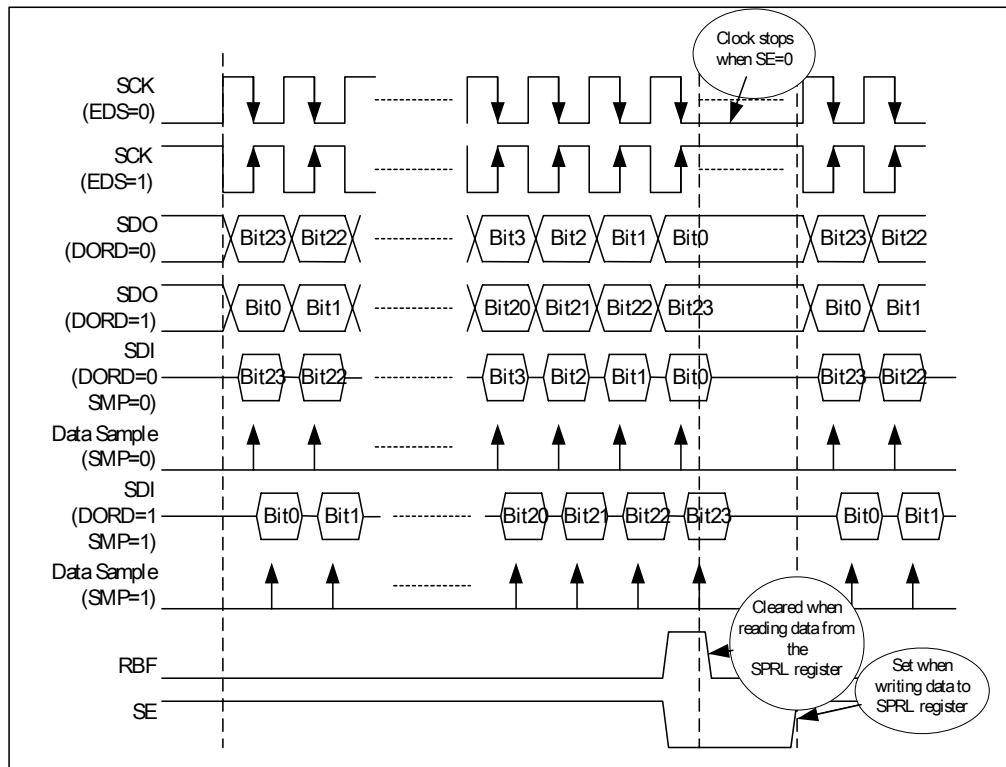 Clock stops
when SE=0
SCK
(EDS=0)
SCK
(EDS=1)
SDO
(DORD=0)
Bit23 Bit22 Bit3 Bit2 Bit1 Bit0 Bit23 Bit22
SDO
(DORD=1)
Bit0 Bit1 Bit20 Bit21 Bit22 Bit23 Bit0 Bit1
SDI
(DORD=0
SMP=0)
Bit23 Bit22 Bit3 Bit2 Bit1 Bit0 Bit23 Bit22
Data Sample
(SMP=0)
SDI
(DORD=1
SMP=1)
Bit0 Bit1 Bit20 Bit21 Bit22 Bit23 Bit0 Bit1
Data Sample
(SMP=1)
Cleared when
reading data from
the
SPRL register
RBF
Set when
writing data to
SPRL register
SE